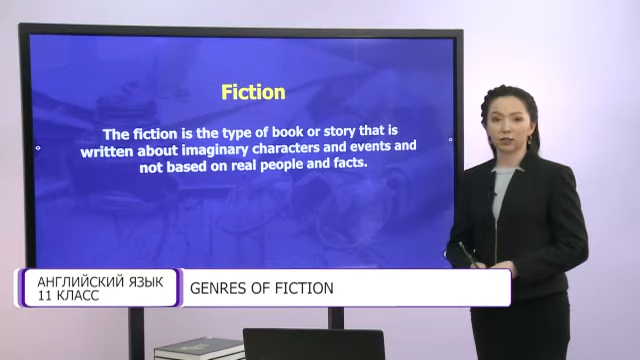 Fiction
The fiction is the type of book or story that is
written about imaginary characters and events and
not based on real people and facts.
АНГЛИЙСКИЙ ЯЗЫК
11 КЛАСС
GENRES OF FICTION